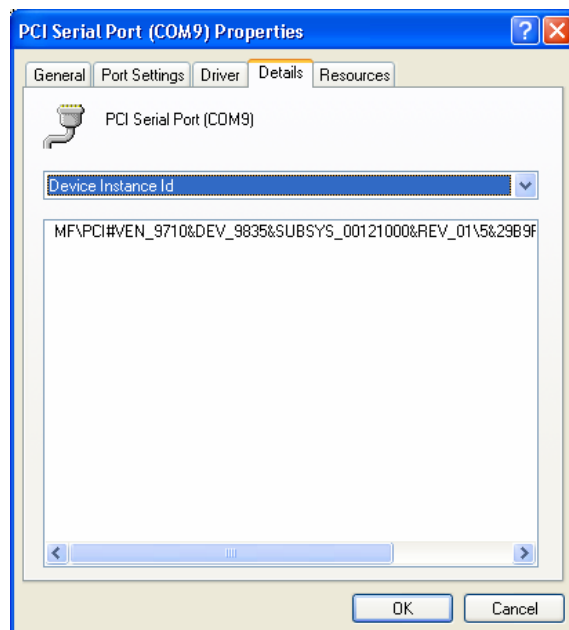 PCI Serial Port (COM9) Properties
General Port Settings Driver Details Resources
PCI Serial Port (COM9)
Device Instance Id
MF\PCI#VEN_9710&DEV_9835&SUBSYS_00121000&REV_01\5&29B9F
OK Cancel